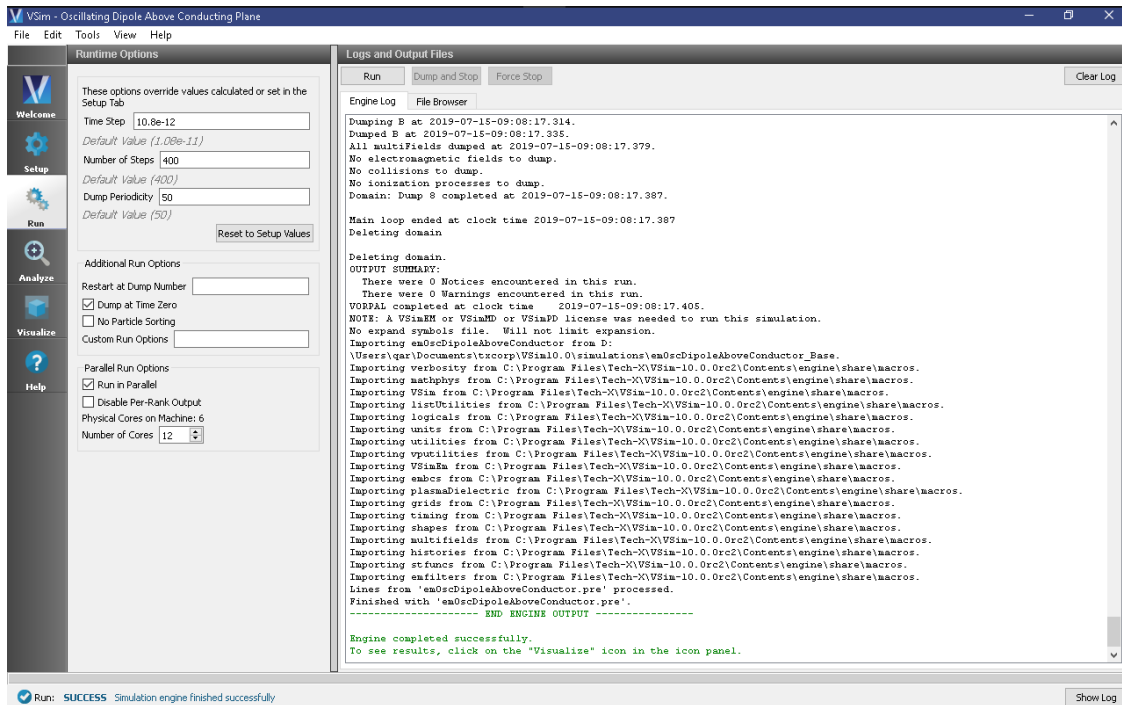 VSim - Oscillating Dipole Above Conducting Plane
File Edit Tools View Help
Welcome
Setup
Run
Analyze
Visualize
Help
Runtime Options
These options override values calculated or set in the
Setup Tab
Time Step 10.8e-12
Default Value (1.08e-11)
Number of Steps 400
Default Value (400)
Dump Periodicity 50
Default Value (50)
Reset to Setup Values
Additional Run Options
Restart at Dump Number
Dump at Time Zero
No Particle Sorting
Custom Run Options
Parallel Run Options
Run in Parallel
Disable Per-Rank Output
Physical Cores on Machine: 6
Number of Cores 12
Logs and Output Files
Run Dump and Stop Force Stop Clear Log
Engine Log File Browser
Dumping B at 2019-07-15-09:08:17.314.
Dumped B at 2019-07-15-09:08:17.335.
All multiFields dumped at 2019-07-15-09:08:17.379.
No electromagnetic fields to dump.
No collisions to dump.
No ionization processes to dump.
Domain: Dump 8 completed at 2019-07-15-09:08:17.387.
Main loop ended at clock time 2019-07-15-09:08:17.387
Deleting domain
Deleting domain.
OUTPUT SUMMARY:
There were 0 Notices encountered in this run.
There were 0 Warnings encountered in this run.
VORPAL completed at clock time 2019-07-15-09:08:17.405.
NOTE: A VSimEM or VSimMD or VSimPD license was needed to run this simulation.
No expand symbols file. Will not limit expansion.
Importing emOscDipoleAboveConductor from D:
\Users\qar\Documents\txcorp\VSim10.0\simulations\emOscDipoleAboveConductor_Base.
Importing verbosity from C:\Program Files\Tech-X\VSim-10.0.0rc2\Contents\engine\share\macros.
Importing mathphys from C:\Program Files\Tech-X\VSim-10.0.0rc2\Contents\engine\share\macros.
Importing VSim from C:\Program Files\Tech-X\VSim-10.0.0rc2\Contents\engine\share\macros.
Importing listUtilities from C:\Program Files\Tech-X\VSim-10.0.0rc2\Contents\engine\share\macros.
Importing logicals from C:\Program Files\Tech-X\VSim-10.0.0rc2\Contents\engine\share\macros.
Importing units from C:\Program Files\Tech-X\VSim-10.0.0rc2\Contents\engine\share\macros.
Importing utilities from C:\Program Files\Tech-X\VSim-10.0.0rc2\Contents\engine\share\macros.
Importing vputilities from C:\Program Files\Tech-X\VSim-10.0.0rc2\Contents\engine\share\macros.
Importing VSimEm from C:\Program Files\Tech-X\VSim-10.0.0rc2\Contents\engine\share\macros.
Importing embcs from C:\Program Files\Tech-X\VSim-10.0.0rc2\Contents\engine\share\macros.
Importing plasmaDielectric from C:\Program Files\Tech-X\VSim-10.0.0rc2\Contents\engine\share\macros.
Importing grids from C:\Program Files\Tech-X\VSim-10.0.0rc2\Contents\engine\share\macros.
Importing timing from C:\Program Files\Tech-X\VSim-10.0.0rc2\Contents\engine\share\macros.
Importing shapes from C:\Program Files\Tech-X\VSim-10.0.0rc2\Contents\engine\share\macros.
Importing multifields from C:\Program Files\Tech-X\VSim-10.0.0rc2\Contents\engine\share\macros.
Importing histories from C:\Program Files\Tech-X\VSim-10.0.0rc2\Contents\engine\share\macros.
Importing stfuncs from C:\Program Files\Tech-X\VSim-10.0.0rc2\Contents\engine\share\macros.
Importing emfilters from C:\Program Files\Tech-X\VSim-10.0.0rc2\Contents\engine\share\macros.
Lines from 'emOscDipoleAboveConductor.pre' processed.
Finished with 'emOscDipoleAboveConductor.pre'.
--------------------- END ENGINE OUTPUT ----------------
Engine completed successfully.
To see results, click on the "Visualize" icon in the icon panel.
Run: SUCCESS Simulation engine finished successfully
Show Log